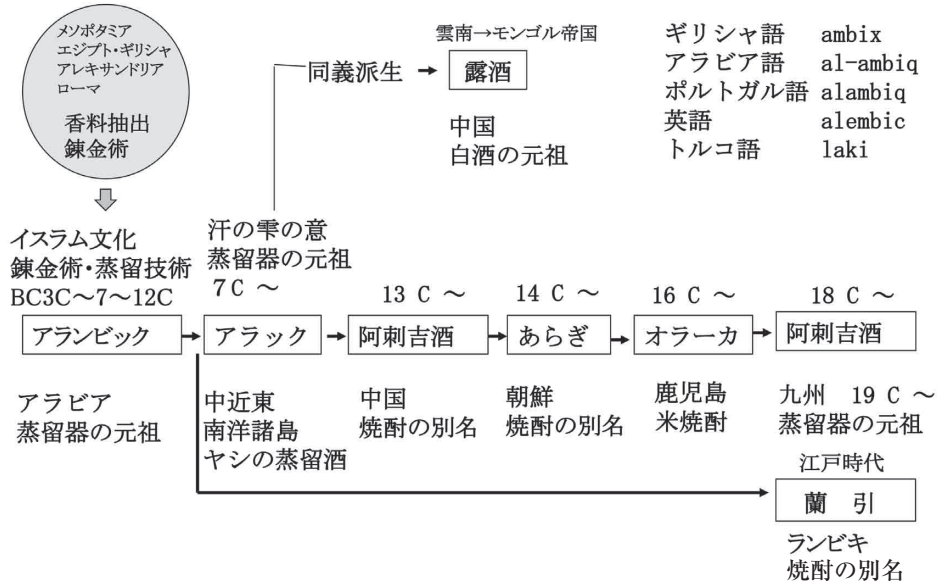 メソポタミア
エジプト・ギリシャ
アレキサンドリア
ローマ
香料抽出
錬金術
雲南→モンゴル帝国
同義派生
露酒
中国
白酒の元祖
ギリシャ語 ambix
アラビア語 al-ambiq
ポルトガル語 alambiq
英語 alembic
トルコ語 laki
イスラム文化
錬金術・蒸留技術
BC3C～7～12C
アランビック
アラビア
蒸留器の元祖
汗の雫の意
蒸留器の元祖
7C ～
アラック
中近東
南洋諸島
ヤシの蒸留酒
13 C ～
阿刺吉酒
中国
焼酎の別名
14 C ～
あらぎ
朝鮮
焼酎の別名
16 C ～
オラーカ
鹿児島
米焼酎
18 C ～
阿刺吉酒
九州 19 C ～
蒸留器の元祖
江戸時代
蘭 引
ランビキ
焼酎の別名